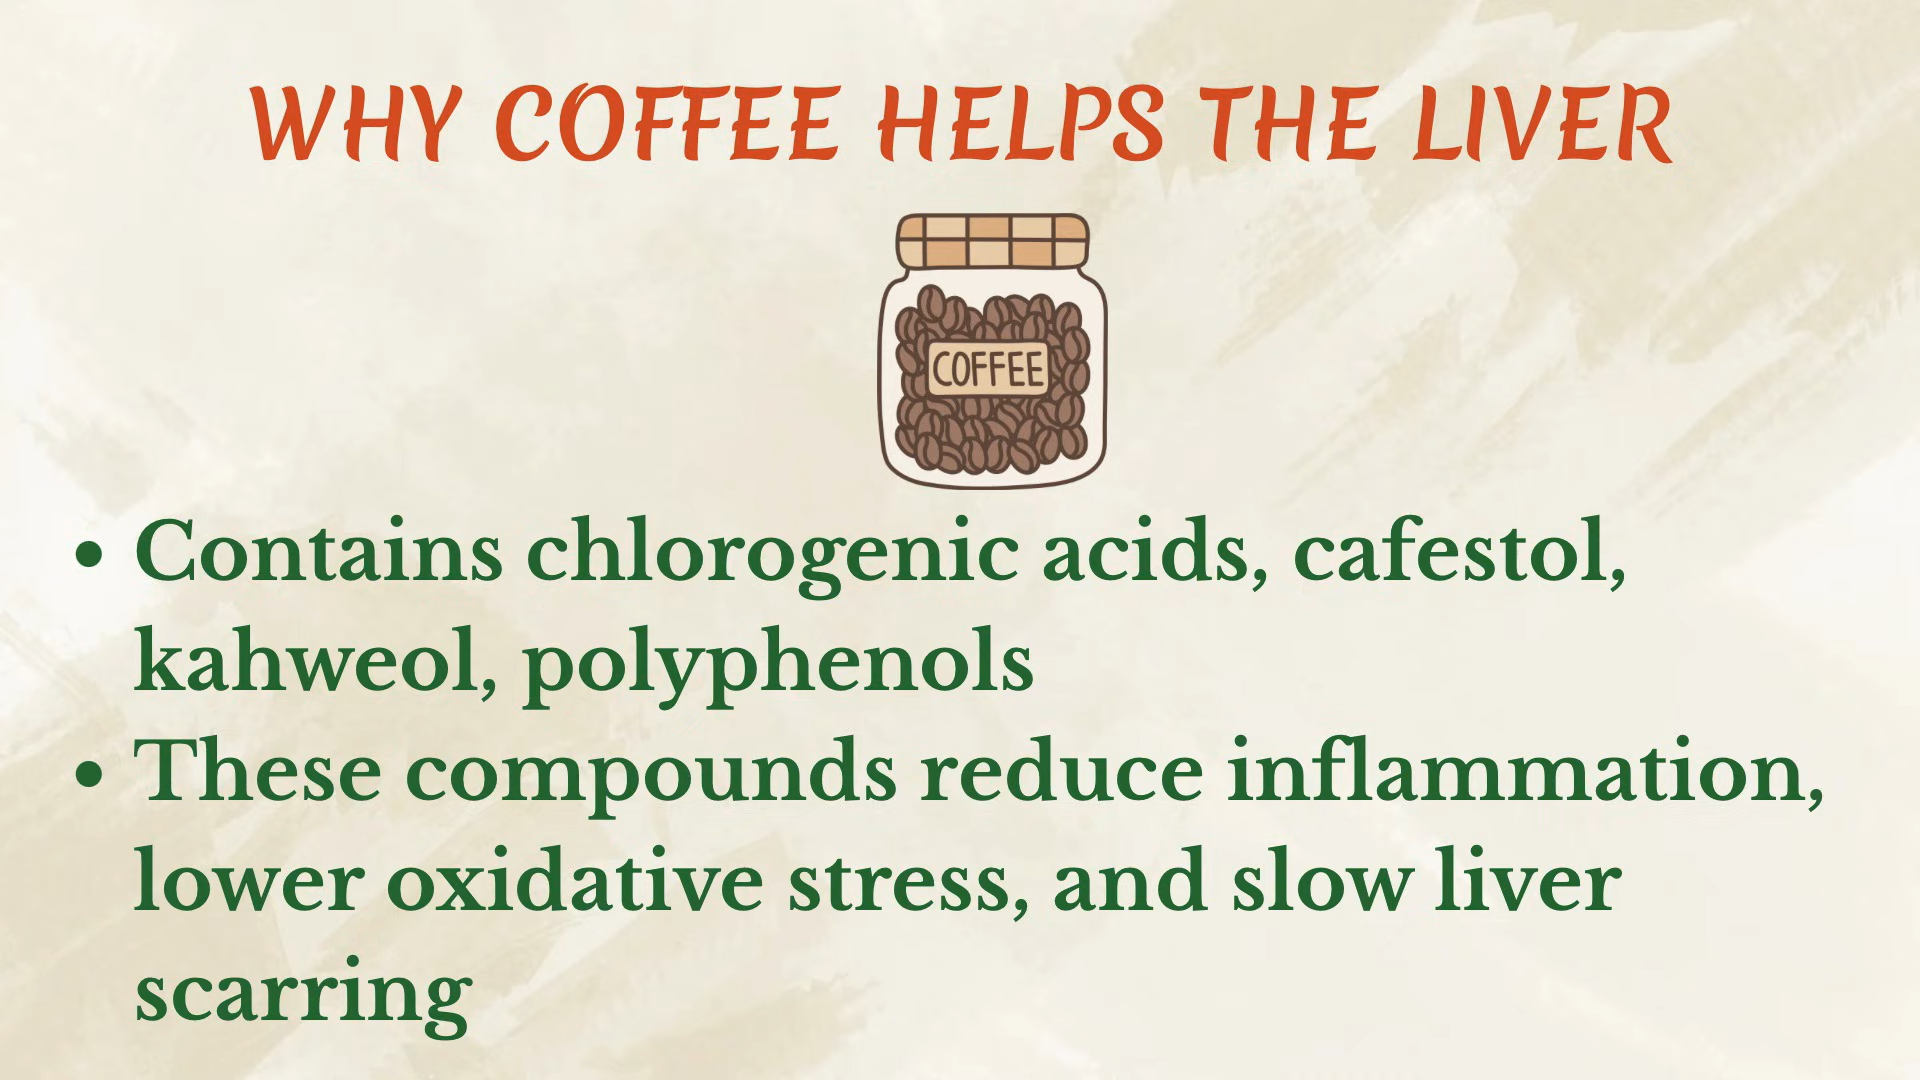 WHY COFFEE HELPS THE LIVER
COFFEE
• Contains chlorogenic acids, cafestol,
kahweol, polyphenols
• These compounds reduce inflammation,
lower oxidative stress, and slow liver
scarring